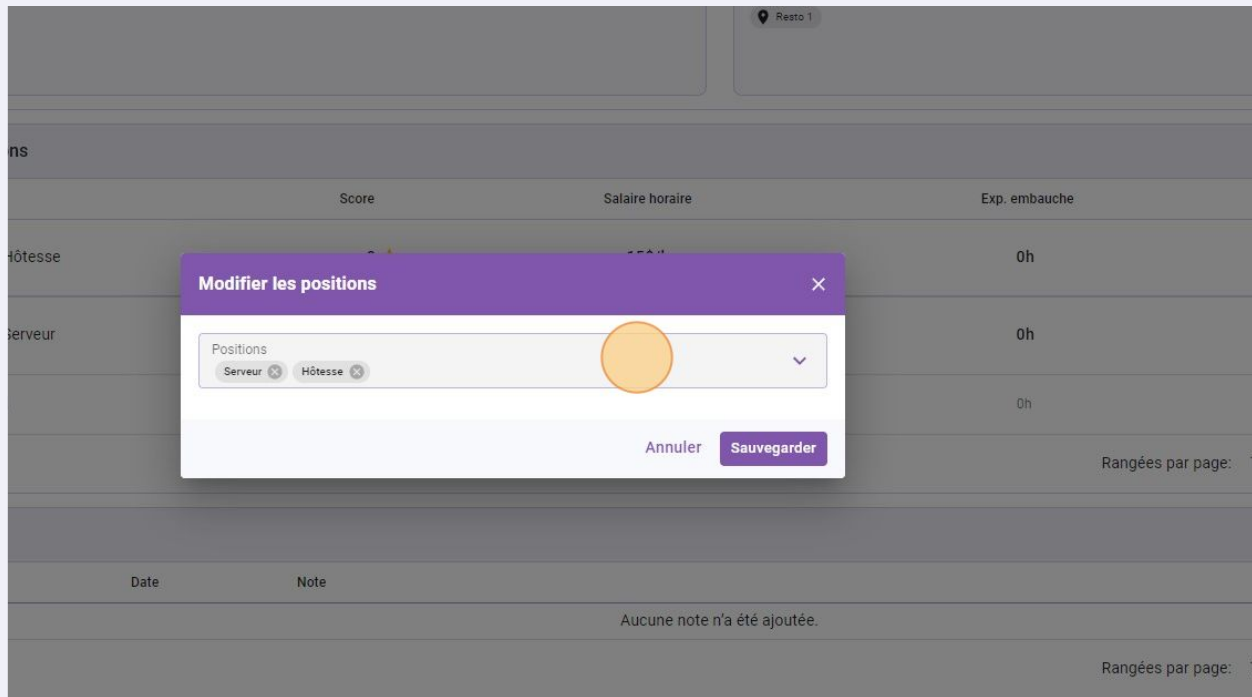 Resto 1
ns
Score Salaire horaire Exp. embauche
Hôtesse 0h
Modifier les positions
Serveur 0h
Positions
Serveur Hôtesse
0h
Annuler Sauvegarder
Rangées par page:
Date Note
Aucune note n'a été ajoutée.
Rangées par page: